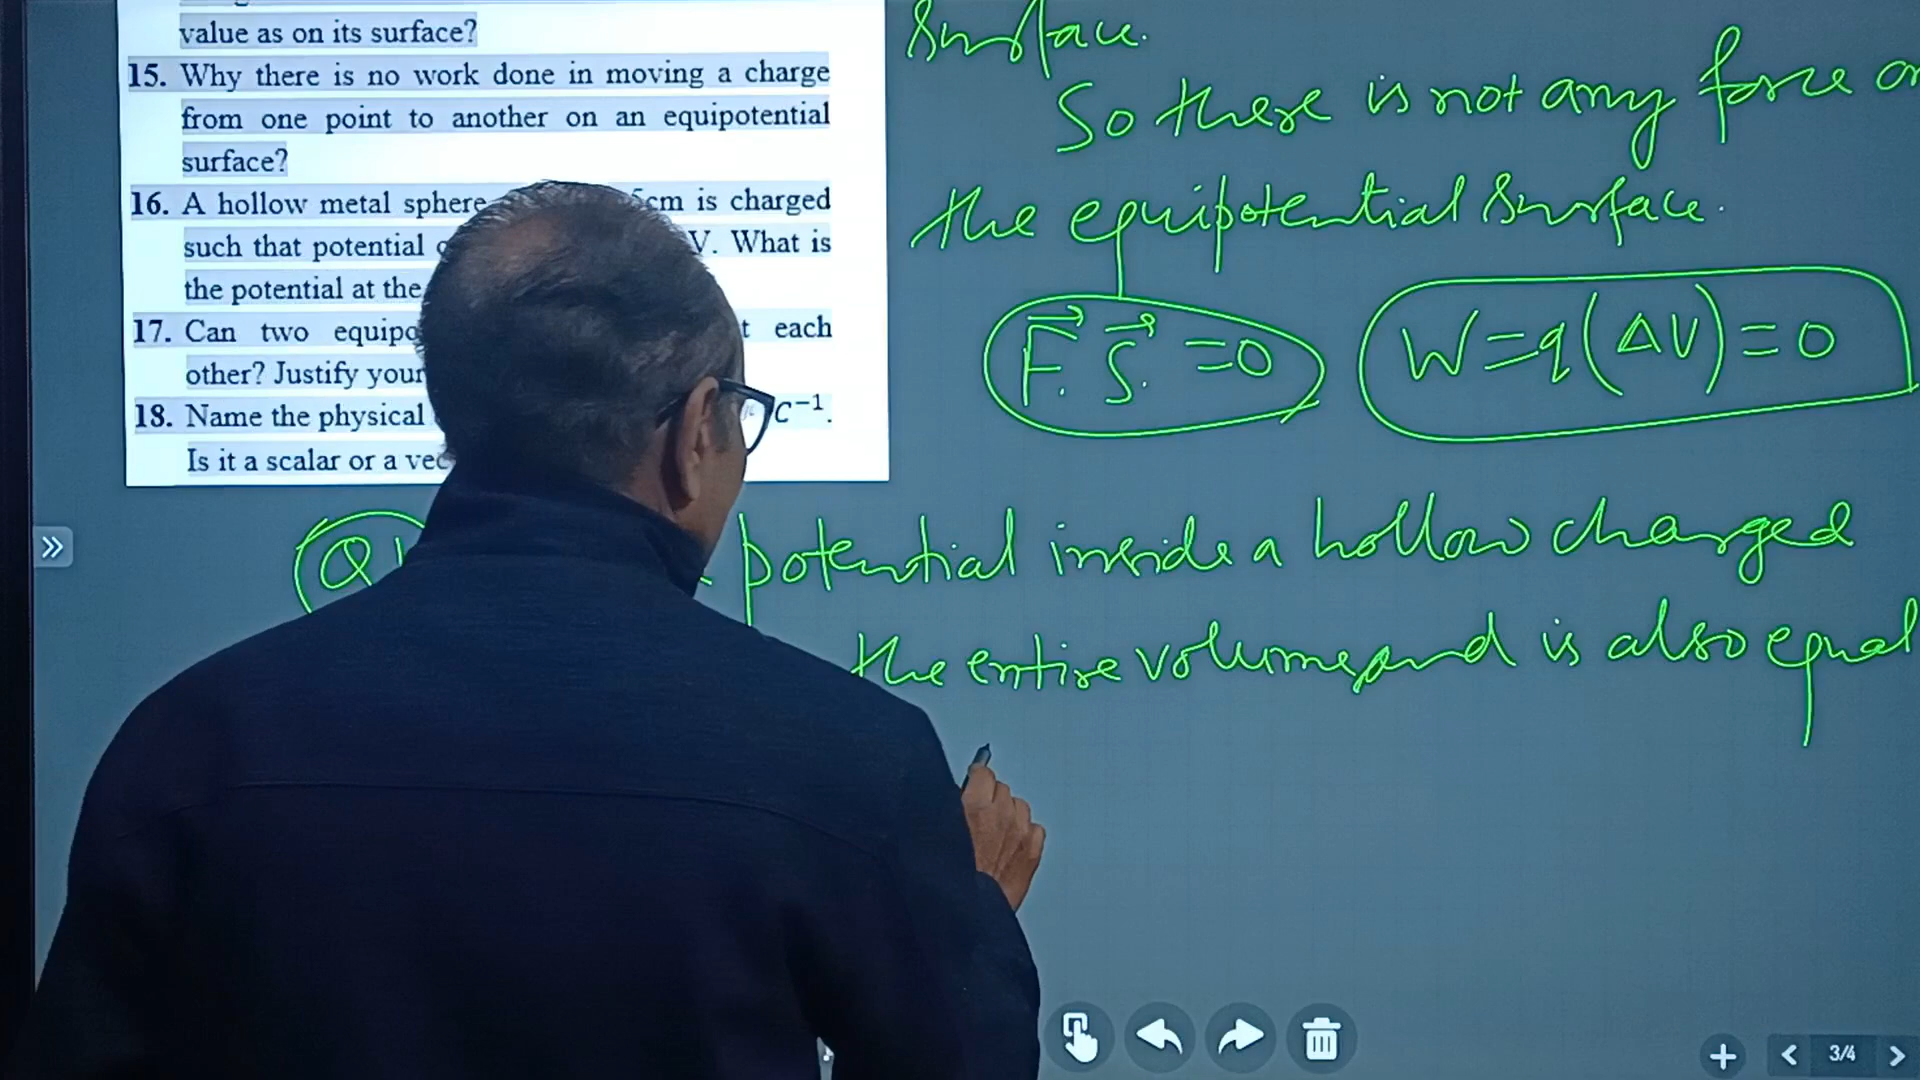 value as on its surface?
15. Why there is no work done in moving a charge
from one point to another on an equipotential
surface?
16. A hollow metal sphere 5cm is charged
such that potential V. What is
the potential at the
17. Can two equipo t each
other? Justify your
18. Name the physical C⁻¹.
Is it a scalar or a vec
Surface.
So there is not any force on
the equipotential Surface.
F⃗. S⃗. =0
W=q(ΔV)=0
Q potential inside a hollow charged
the entire volume and is also equal
3/4